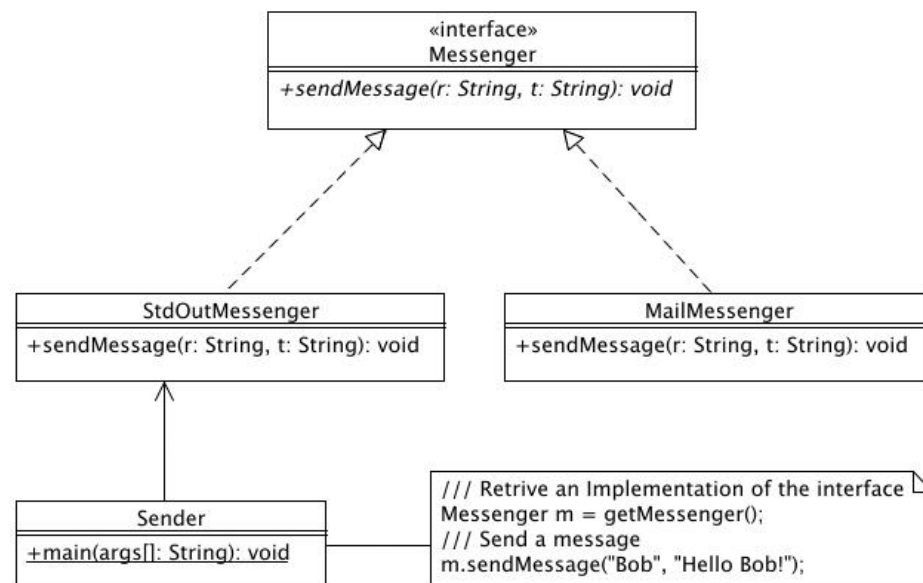 «interface»
Messenger
+sendMessage(r: String, t: String): void
StdOutMessenger
+sendMessage(r: String, t: String): void
MailMessenger
+sendMessage(r: String, t: String): void
Sender
+main(args[]: String): void
/// Retrive an Implementation of the interface
Messenger m = getMessenger();
/// Send a message
m.sendMessage("Bob", "Hello Bob!");